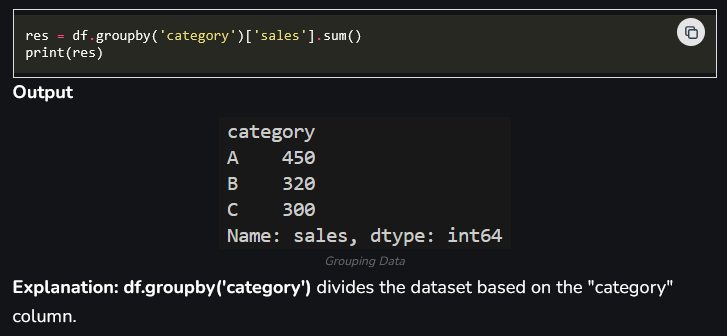 res = df.groupby('category')['sales'].sum()
print(res)
Output
category
A    450
B    320
C    300
Name: sales, dtype: int64
Grouping Data
Explanation: df.groupby('category') divides the dataset based on the "category"
column.